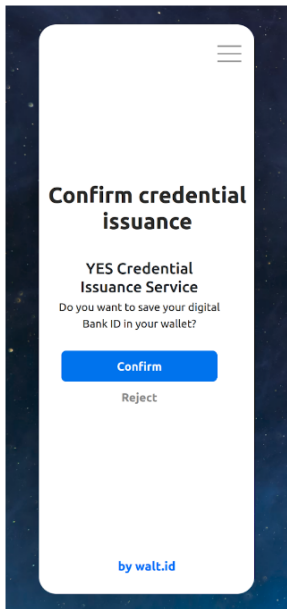 Confirm credential
issuance
YES Credential
Issuance Service
Do you want to save your digital
Bank ID in your wallet?
Confirm
Reject
by walt.id